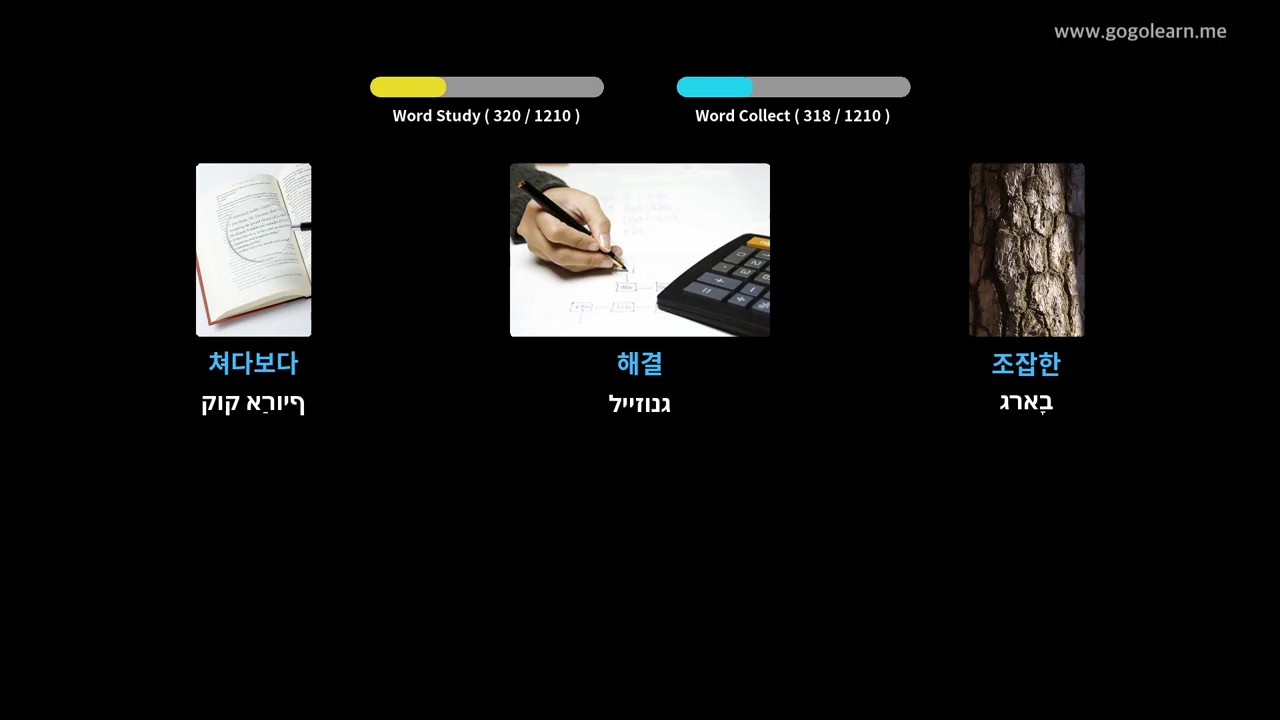 www.gogolearn.me
Word Study ( 320 / 1210 )
Word Collect ( 318 / 1210 )
쳐다보다
해결
조잡한
ףיורַא קוק
גנוזייל
בָארג